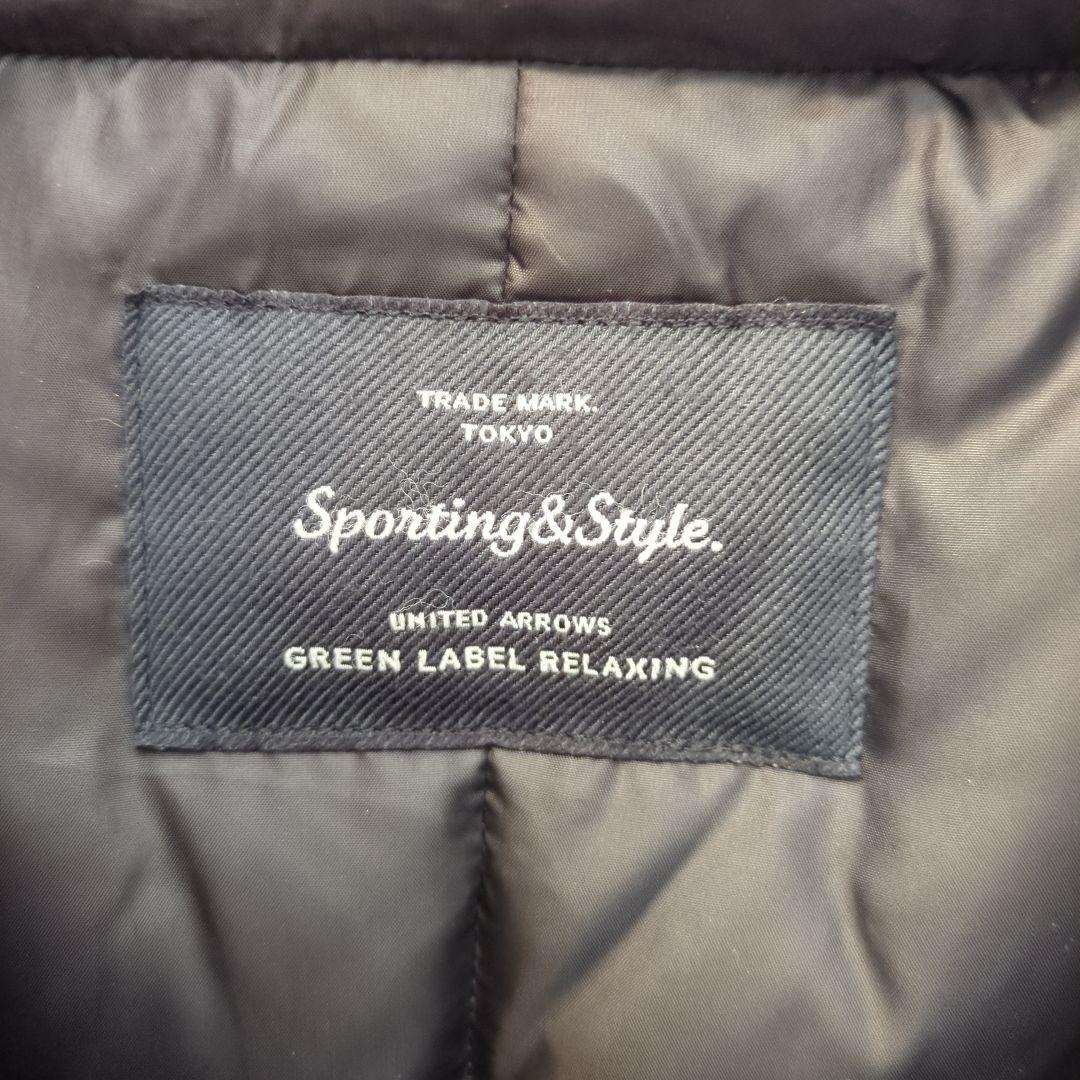 TRADE MARK.
TOKYO
Sporting&Style.
UNITED ARROWS
GREEN LABEL RELAXING